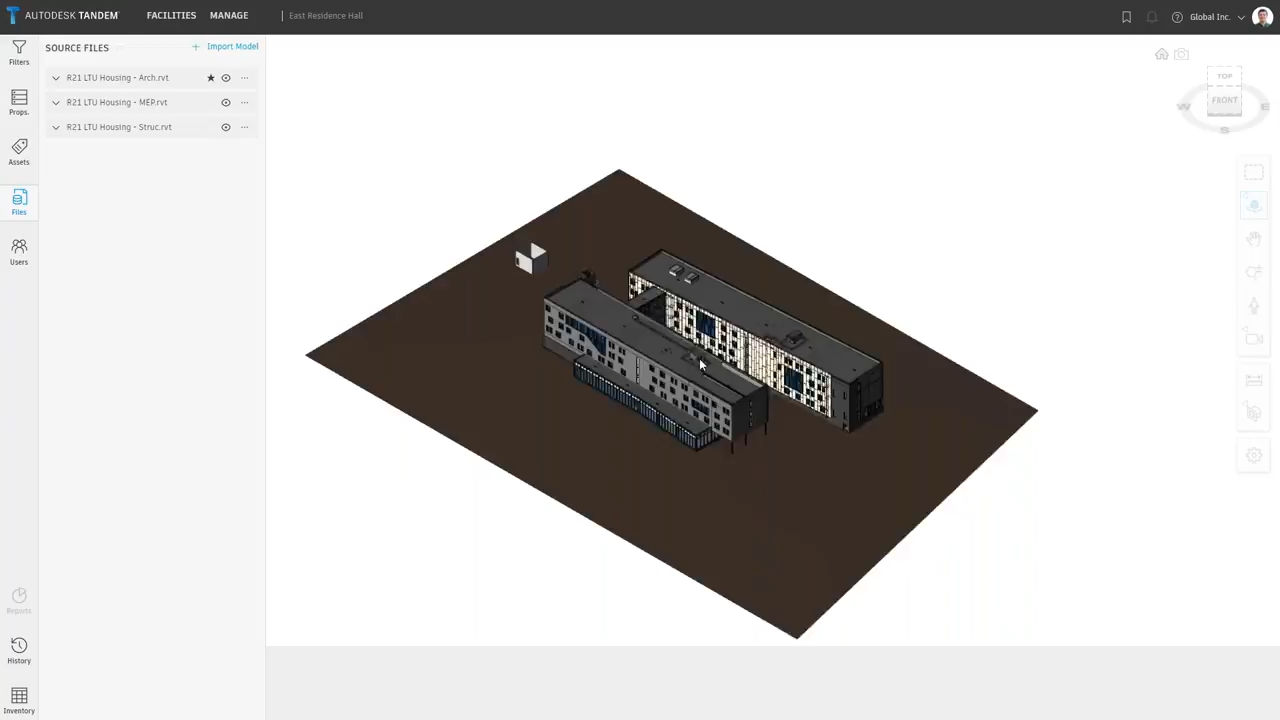 AUTODESK TANDEM
FACILITIES
MANAGE
East Residence Hall
Global Inc.
Filters
Props.
Assets
Files
Users
Reports
History
Inventory
SOURCE FILES
+ Import Model
R21 LTU Housing - Arch.rvt
R21 LTU Housing - MEP.rvt
R21 LTU Housing - Struc.rvt
TOP
FRONT
W
E
S